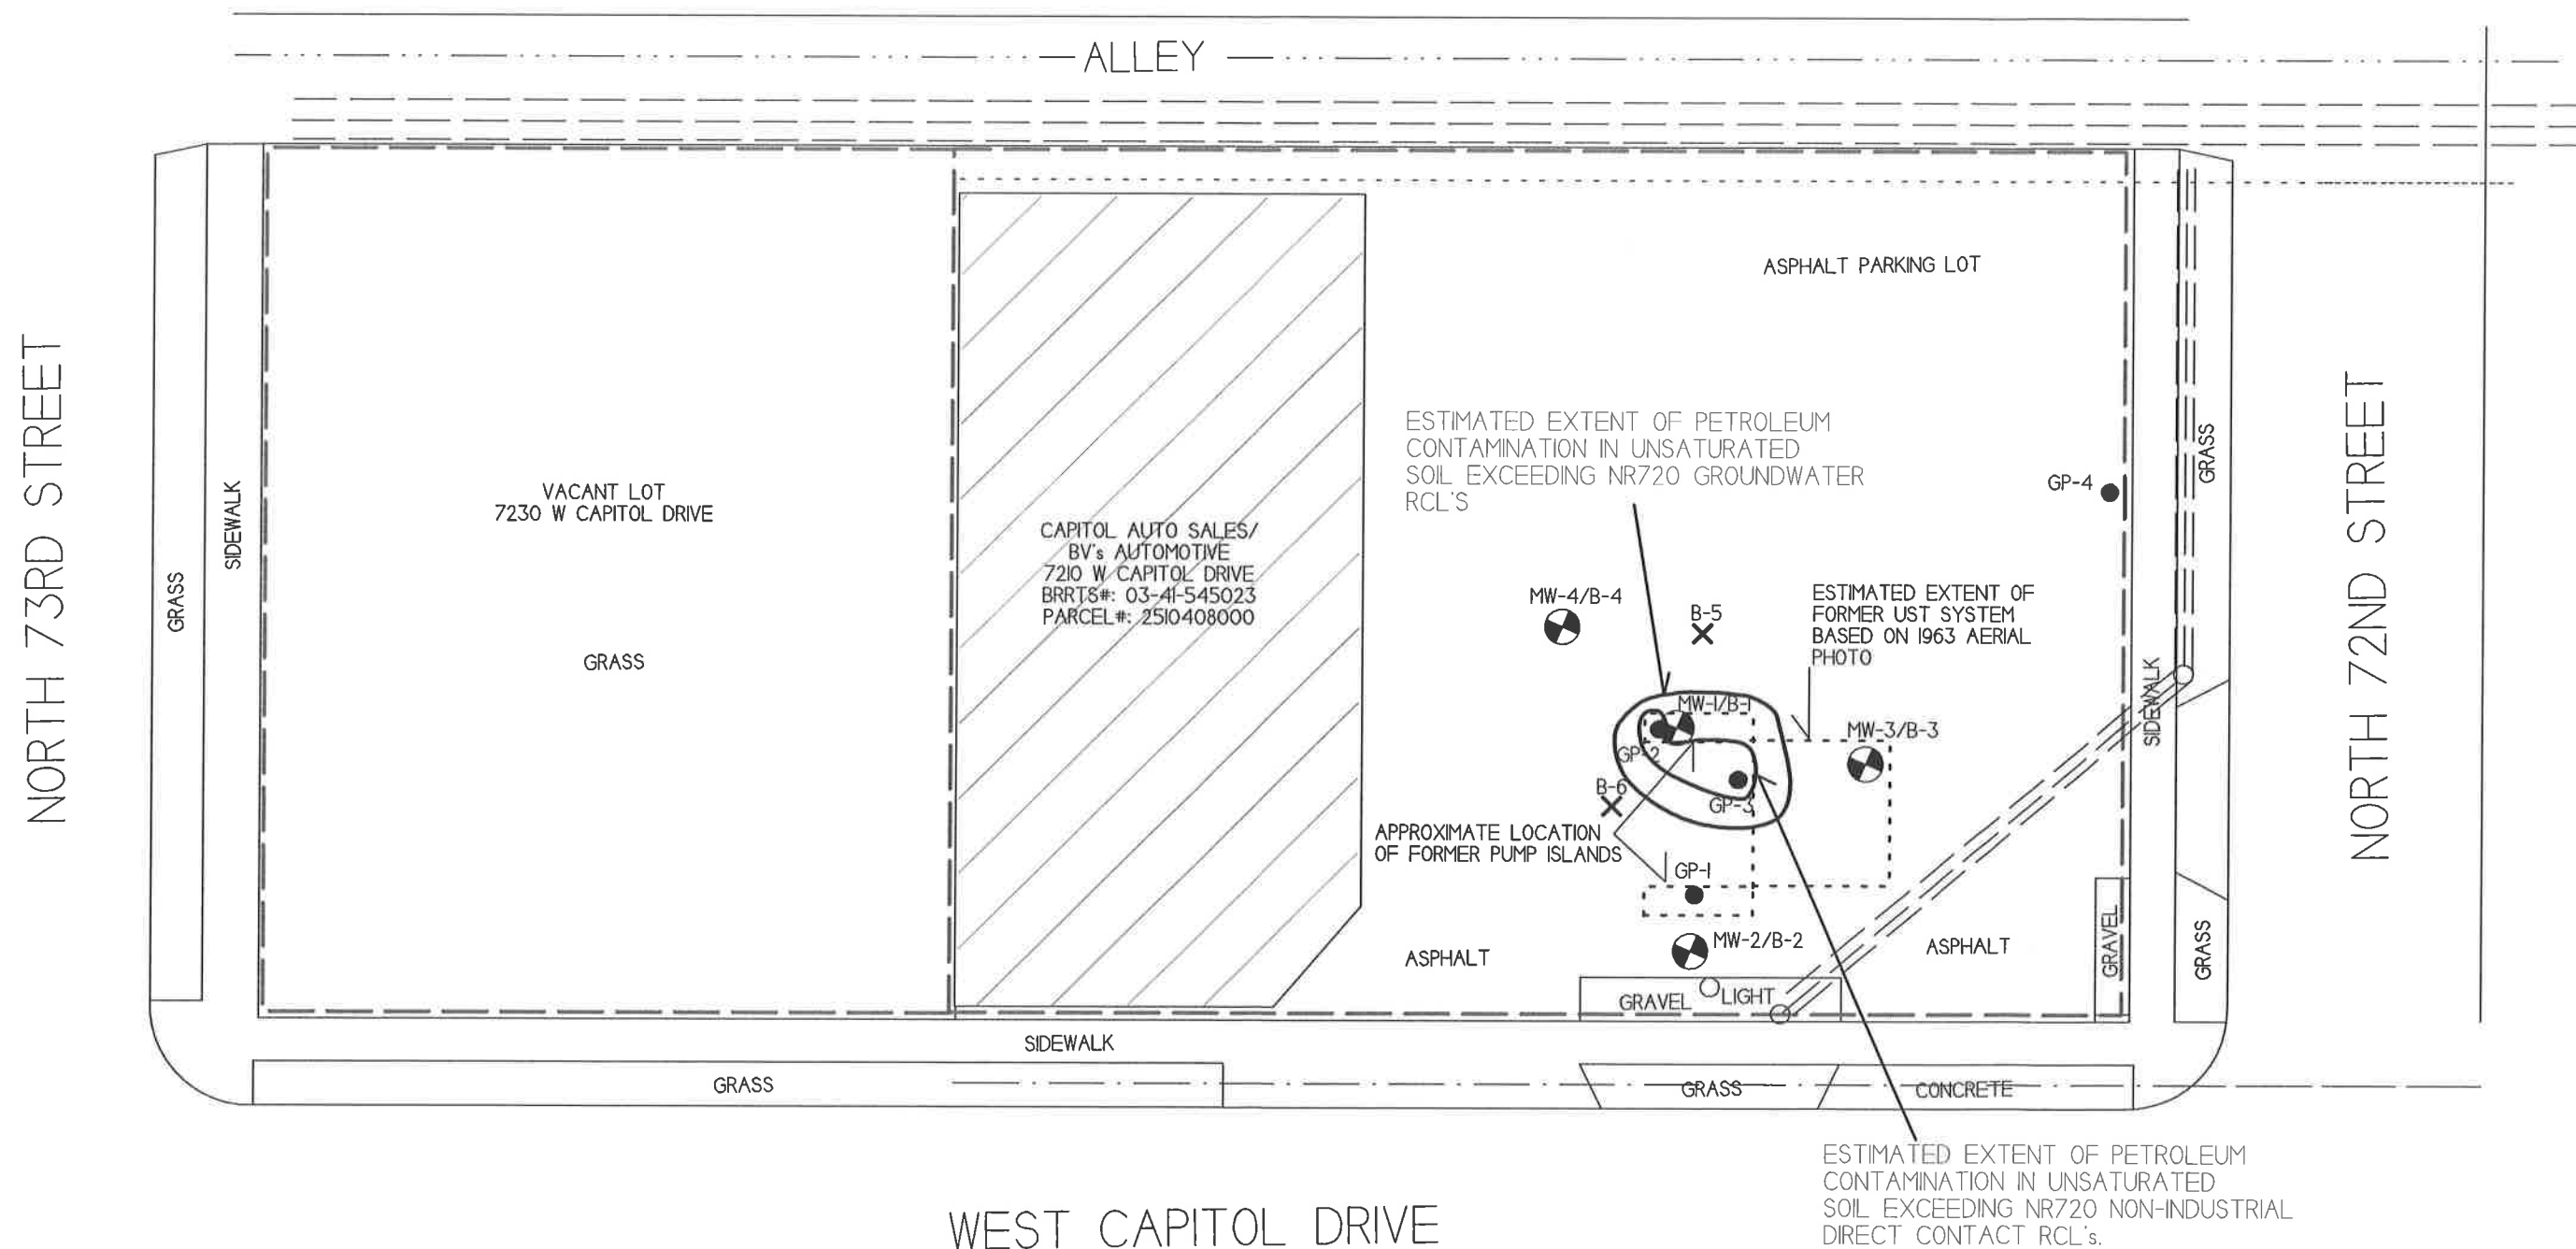 ALLEY
NORTH 73RD STREET
GRASS
SIDEWALK
VACANT LOT
7230 W CAPITOL DRIVE
GRASS
CAPITOL AUTO SALES/
BV's AUTOMOTIVE
7210 W CAPITOL DRIVE
BRRTS#: 03-41-545023
PARCEL#: 2510408000
ASPHALT PARKING LOT
ESTIMATED EXTENT OF PETROLEUM
CONTAMINATION IN UNSATURATED
SOIL EXCEEDING NR720 GROUNDWATER
RCL'S
GP-4
GRASS
NORTH 72ND STREET
MW-4/B-4
B-5
ESTIMATED EXTENT OF
FORMER UST SYSTEM
BASED ON 1963 AERIAL
PHOTO
SIDEWALK
MW-1/B-1
GP-2
MW-3/B-3
B-6
GP-3
APPROXIMATE LOCATION
OF FORMER PUMP ISLANDS
GP-1
MW-2/B-2
ASPHALT
ASPHALT
GRAVEL
GRASS
GRAVEL
LIGHT
SIDEWALK
GRASS
GRASS
CONCRETE
ESTIMATED EXTENT OF PETROLEUM
CONTAMINATION IN UNSATURATED
SOIL EXCEEDING NR720 NON-INDUSTRIAL
DIRECT CONTACT RCL's.
WEST CAPITOL DRIVE